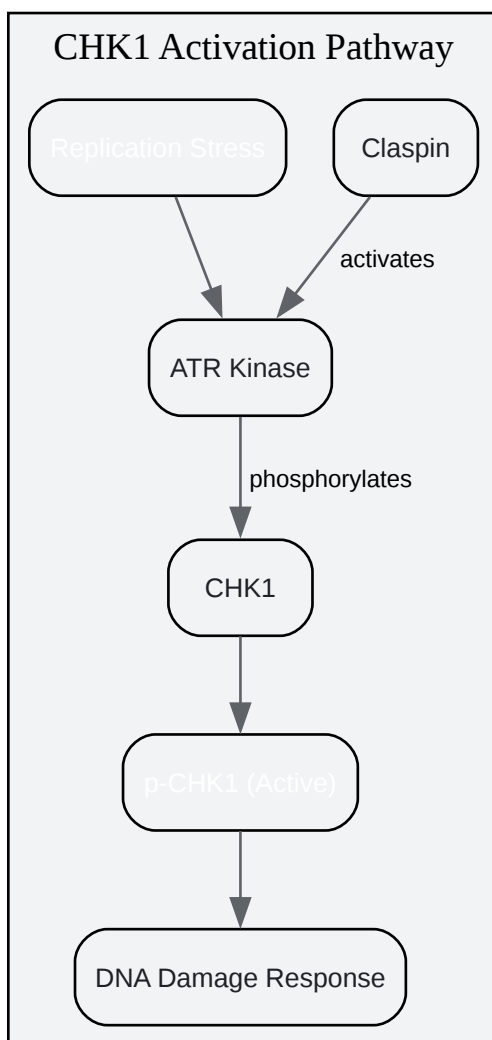 CHK1 Activation Pathway
Replication Stress
Claspin
activates
ATR Kinase
phosphorylates
CHK1
p-CHK1 (Active)
DNA Damage Response